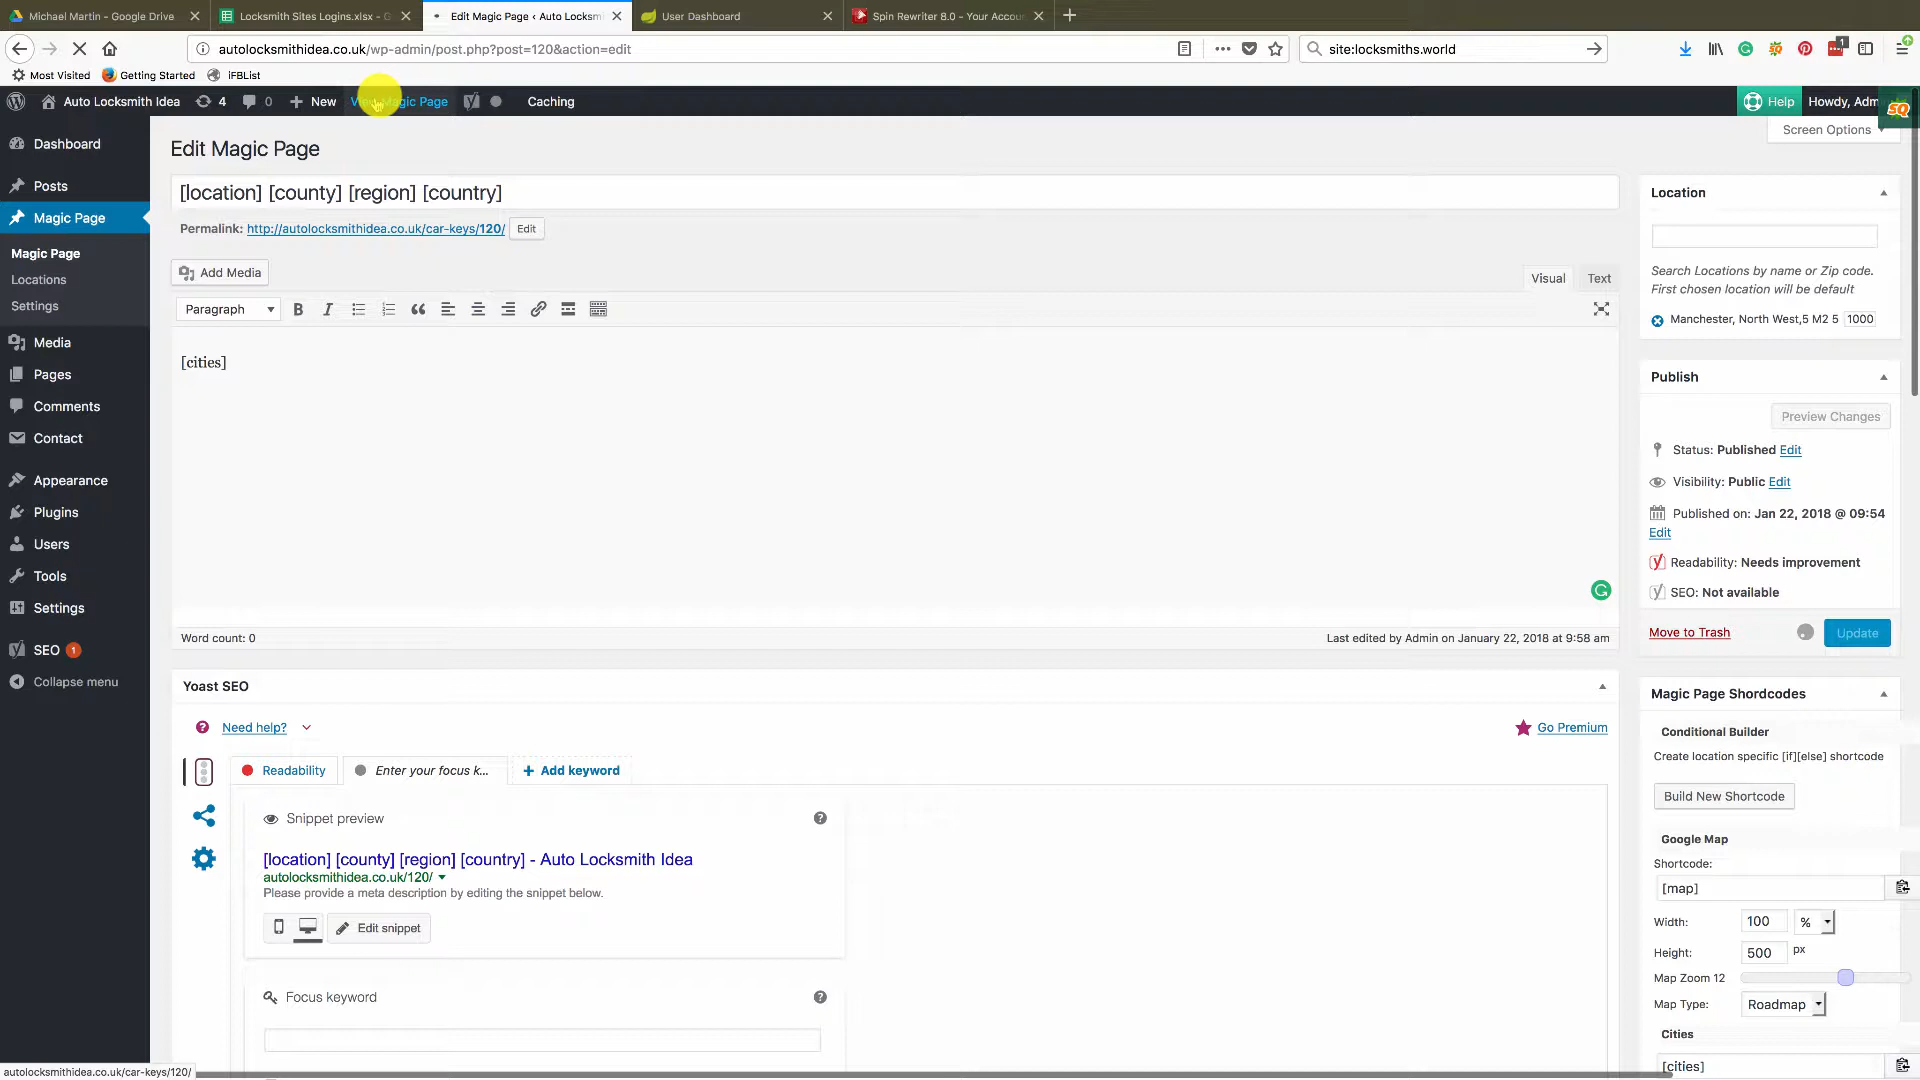 Michael Martin - Google Drive
Locksmith Sites Logins.xlsx - G
Edit Magic Page ‹ Auto Locksm
User Dashboard
Spin Rewriter 8.0 - Your Accou
autolocksmithidea.co.uk/wp-admin/post.php?post=120&action=edit
site:locksmiths.world
1
Most Visited
Getting Started
iFBList
Auto Locksmith Idea
4
0
New
View Magic Page
Caching
Help
Howdy, Adm
SQ
Screen Options
Dashboard
Posts
Magic Page
Magic Page
Locations
Settings
Media
Pages
Comments
Contact
Appearance
Plugins
Users
Tools
Settings
SEO 1
Collapse menu
Edit Magic Page
[location] [county] [region] [country]
Permalink: http://autolocksmithidea.co.uk/car-keys/120/ Edit
Add Media
Visual Text
Paragraph
B I
[cities]
Word count: 0
Last edited by Admin on January 22, 2018 at 9:58 am
Yoast SEO
Need help?
Go Premium
Readability
Enter your focus k...
+ Add keyword
Snippet preview
[location] [county] [region] [country] - Auto Locksmith Idea
autolocksmithidea.co.uk/120/
Please provide a meta description by editing the snippet below.
Edit snippet
Focus keyword
Location
Search Locations by name or Zip code.
First chosen location will be default
Manchester, North West,5 M2 5 1000
Publish
Preview Changes
Status: Published Edit
Visibility: Public Edit
Published on: Jan 22, 2018 @ 09:54
Edit
Readability: Needs improvement
SEO: Not available
Move to Trash
Update
Magic Page Shordcodes
Conditional Builder
Create location specific [if][else] shortcode
Build New Shortcode
Google Map
Shortcode:
[map]
Width: 100 %
Height: 500 px
Map Zoom 12
Map Type: Roadmap
Cities
[cities]
autolocksmithidea.co.uk/car-keys/120/